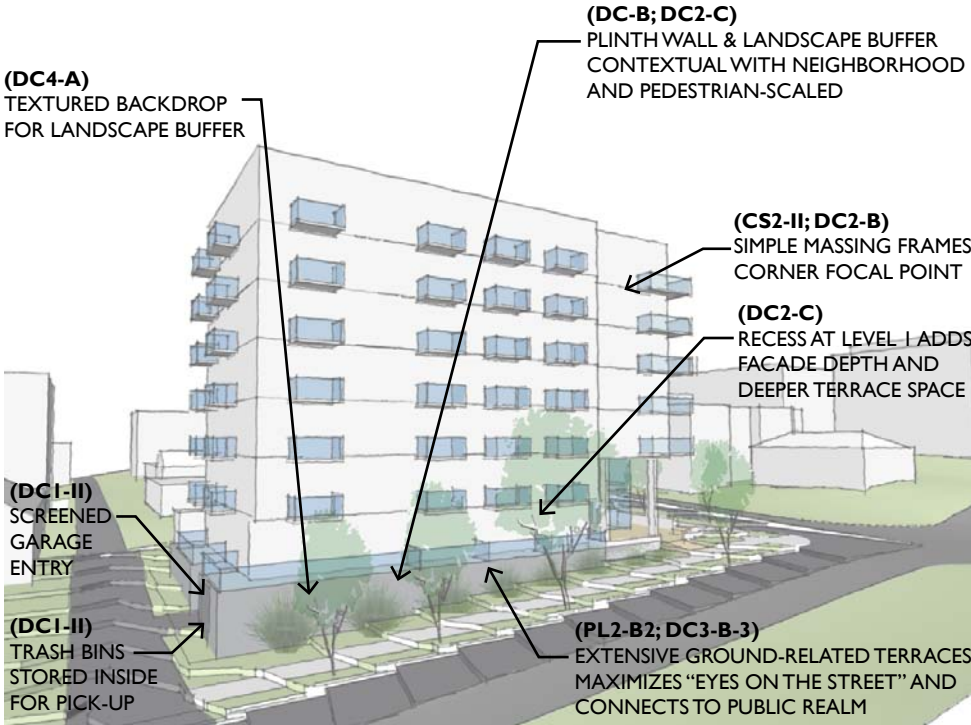 (DC-B; DC2-C)
PLINTH WALL & LANDSCAPE BUFFER
CONTEXTUAL WITH NEIGHBORHOOD
AND PEDESTRIAN-SCALED
(DC4-A)
TEXTURED BACKDROP
FOR LANDSCAPE BUFFER
(CS2-II; DC2-B)
SIMPLE MASSING FRAMES
CORNER FOCAL POINT
(DC2-C)
RECESS AT LEVEL 1 ADDS
FACADE DEPTH AND
DEEPER TERRACE SPACE
(DC1-II)
SCREENED
GARAGE
ENTRY
(DC1-II)
TRASH BINS
STORED INSIDE
FOR PICK-UP
(PL2-B2; DC3-B-3)
EXTENSIVE GROUND-RELATED TERRACES
MAXIMIZES “EYES ON THE STREET” AND
CONNECTS TO PUBLIC REALM